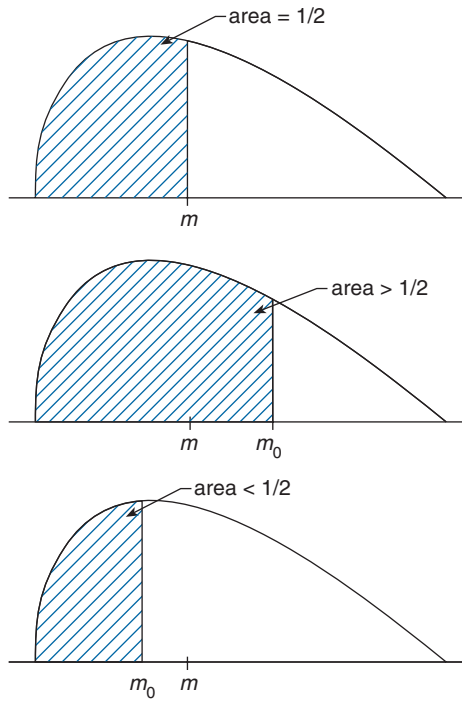 area = 1/2
m
area > 1/2
m m₀
area < 1/2
m₀ m